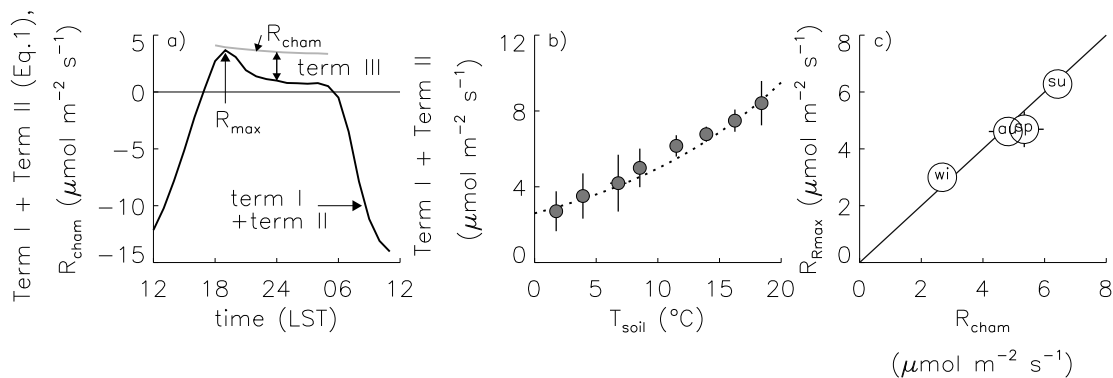 Term I + Term II (Eq.1),
R_cham (μmol m⁻² s⁻¹)
5
0
−5
−10
−15
a)
R_cham
term III
R_max
term I
+term II
12 18 24 06 12
time (LST)
Term I + Term II
(μmol m⁻² s⁻¹)
12
8
4
0
b)
0 5 10 15 20
T_soil (°C)
R_Rmax (μmol m⁻² s⁻¹)
8
6
4
2
0
c)
su
au sp
wi
0 2 4 6 8
R_cham
(μmol m⁻² s⁻¹)